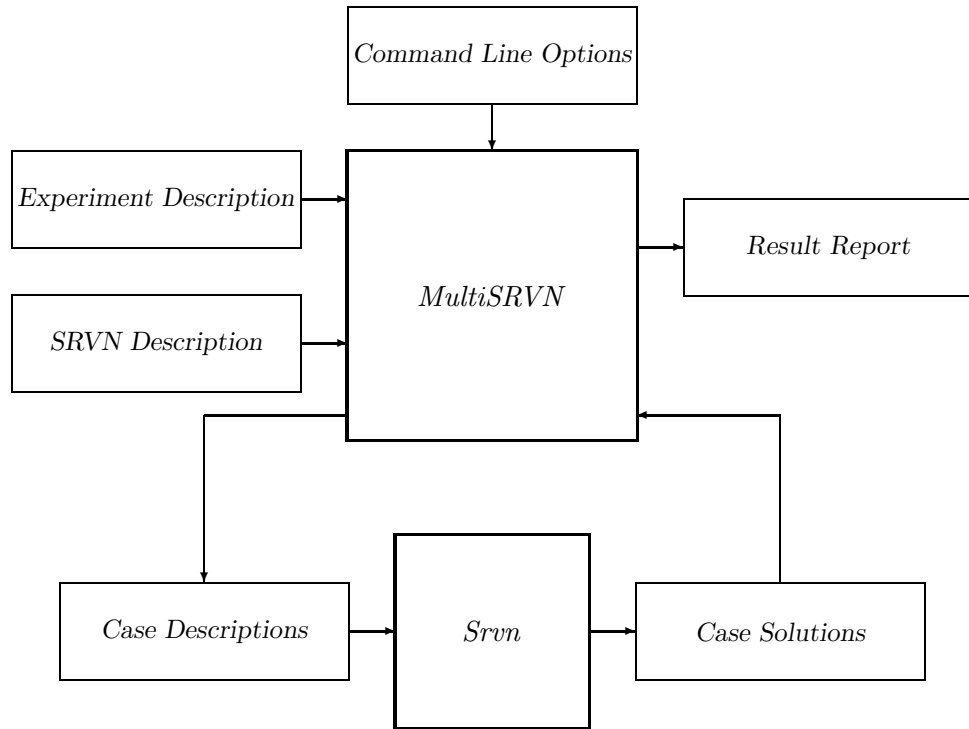 Command Line Options
Experiment Description
Result Report
MultiSRVN
SRVN Description
Case Descriptions
Srvn
Case Solutions